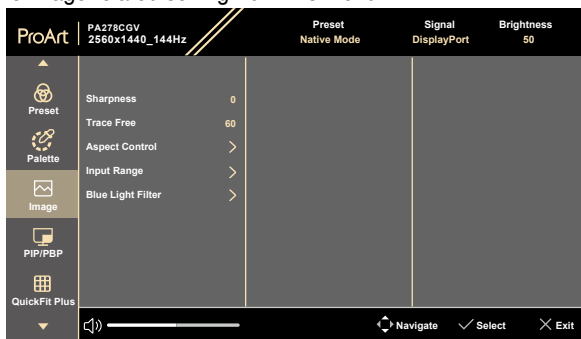 ProArt
PA278CGV
2560x1440_144Hz
Preset
Native Mode
Signal
DisplayPort
Brightness
50
Preset
Palette
Image
PIP/PBP
QuickFit Plus
Sharpness 0
Trace Free 60
Aspect Control
Input Range
Blue Light Filter
Navigate
Select
Exit